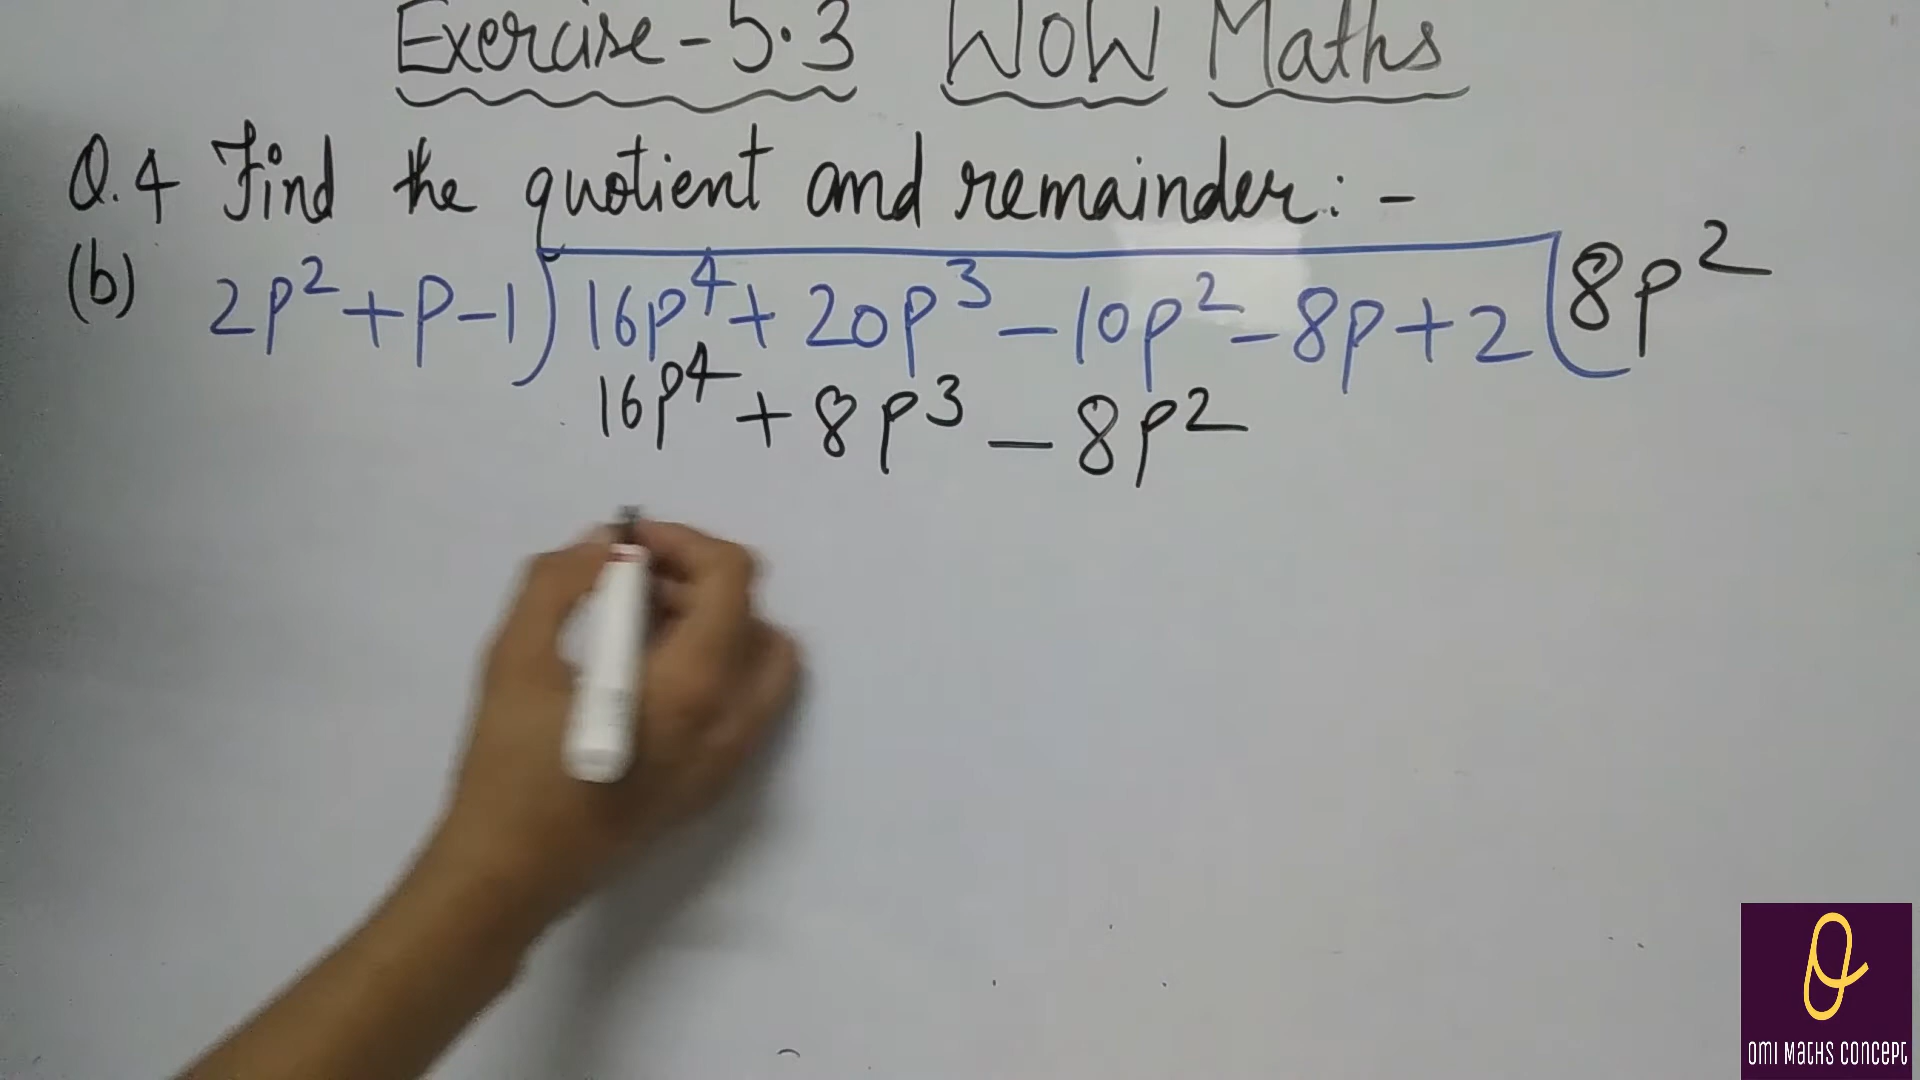 Exercise-5.3 WOW Maths
Q.4 Find the quotient and remainder:-
(b) 2p²+p-1) 16p⁴+20p³-10p²-8p+2 (8p²
16p⁴+8p³-8p²
OMI MATHS CONCEPT